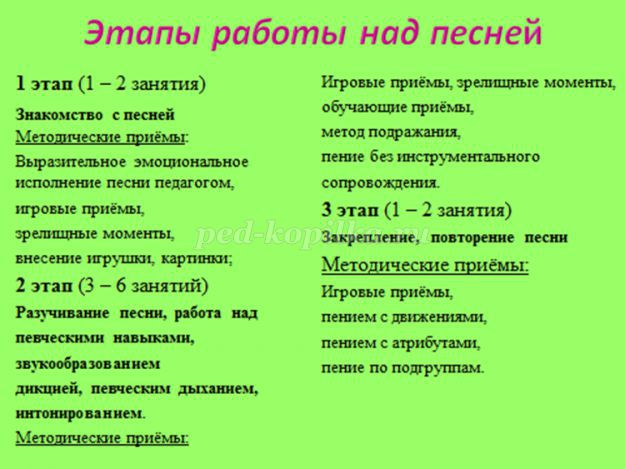 Этапы работы над песней
1 этап (1 – 2 занятия)
Знакомство с песней
Методические приёмы:
Выразительное эмоциональное
исполнение песни педагогом,
игровые приёмы,
зрелищные моменты,
внесение игрушки, картинки;
2 этап (3 – 6 занятий)
Разучивание песни, работа над
певческими навыками,
звукообразованием
дикцией, певческим дыханием,
интонированием.
Методические приёмы:
Игровые приёмы, зрелищные моменты,
обучающие приёмы,
метод подражания,
пение без инструментального
сопровождения.
3 этап (1 – 2 занятия)
Закрепление, повторение песни
Методические приёмы:
Игровые приёмы,
пением с движениями,
пением с атрибутами,
пение по подгруппам.
ped-kopilka.ru